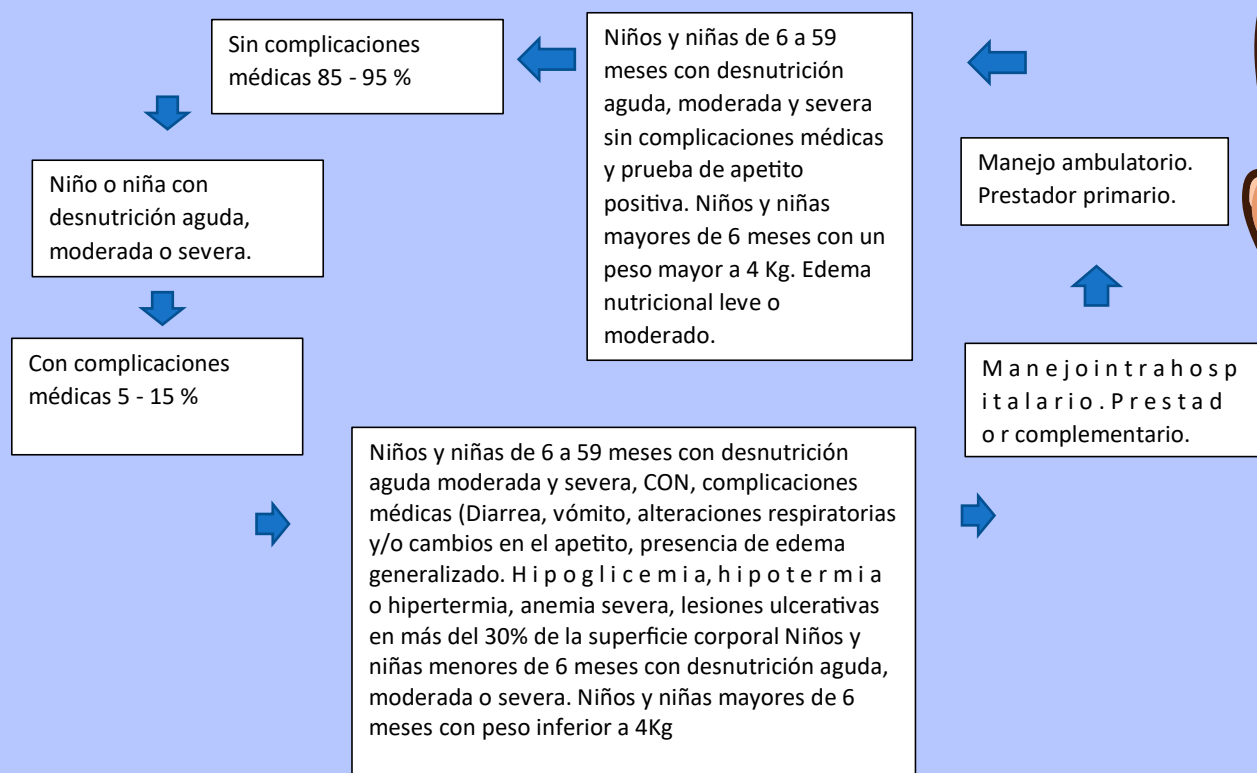 Sin complicaciones
médicas 85 - 95 %
Niños y niñas de 6 a 59
meses con desnutrición
aguda, moderada y severa
sin complicaciones médicas
y prueba de apetito
positiva. Niños y niñas
mayores de 6 meses con un
peso mayor a 4 Kg. Edema
nutricional leve o
moderado.
Manejo ambulatorio.
Prestador primario.
Niño o niña con
desnutrición aguda,
moderada o severa.
Con complicaciones
médicas 5 - 15 %
M a n e j o i n t r a h o s p
i t a l a r i o . P r e s t a d
o r complementario.
Niños y niñas de 6 a 59 meses con desnutrición
aguda moderada y severa, CON, complicaciones
médicas (Diarrea, vómito, alteraciones respiratorias
y/o cambios en el apetito, presencia de edema
generalizado. H i p o g l i c e m i a, h i p o t e r m i a
o hipertermia, anemia severa, lesiones ulcerativas
en más del 30% de la superficie corporal Niños y
niñas menores de 6 meses con desnutrición aguda,
moderada o severa. Niños y niñas mayores de 6
meses con peso inferior a 4Kg